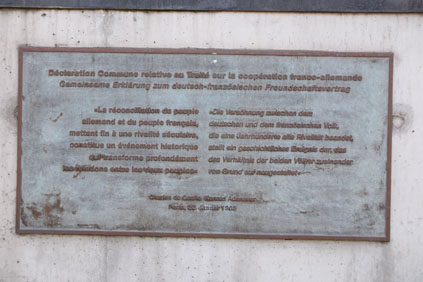 Déclaration Commune relative au Traité sur la coopération franco-allemande
Gemeinsame Erklärung zum deutsch-französischen Freundschaftsvertrag
«La réconciliation du peuple
allemand et du peuple français,
mettant fin à une rivalité séculaire,
constitue un événement historique
qui transforme profondément
les relations entre les deux peuples»
«Die Versöhnung zwischen dem
deutschen und dem französischen Volk,
die eine Jahrhunderte alte Rivalität beendet,
stellt ein geschichtliches Ereignis dar, das
das Verhältnis der beiden Völker zueinander
von Grund auf neugestaltet»
Charles de Gaulle Konrad Adenauer
Paris, 22. 1963